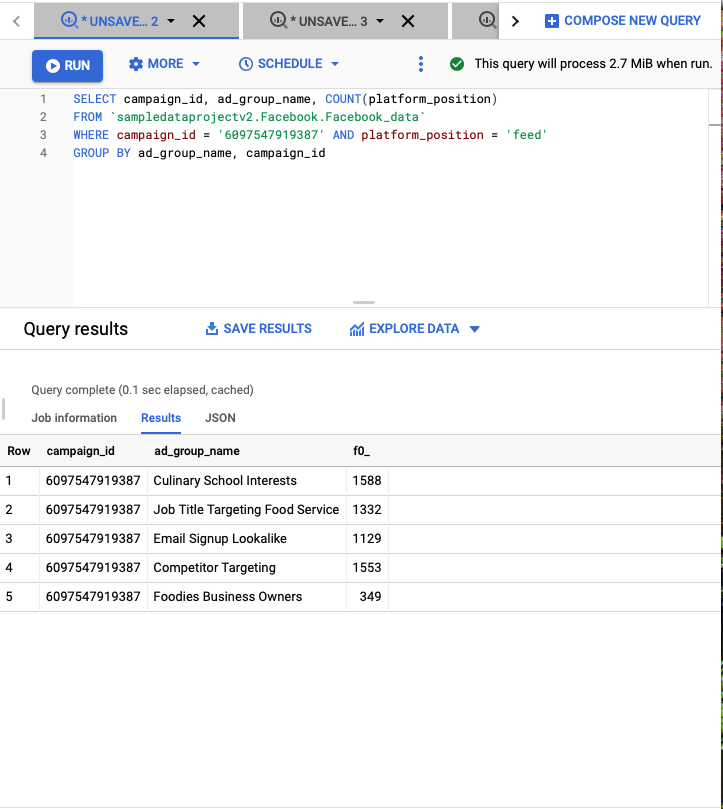 * UNSAVE... 2
* UNSAVE... 3
COMPOSE NEW QUERY
RUN
MORE
SCHEDULE
This query will process 2.7 MiB when run.
1 SELECT campaign_id, ad_group_name, COUNT(platform_position)
2 FROM `sampledataprojectv2.Facebook.Facebook_data`
3 WHERE campaign_id = '6097547919387' AND platform_position = 'feed'
4 GROUP BY ad_group_name, campaign_id
Query results
SAVE RESULTS
EXPLORE DATA
Query complete (0.1 sec elapsed, cached)
Job information Results JSON
Row campaign_id ad_group_name f0_
1 6097547919387 Culinary School Interests 1588
2 6097547919387 Job Title Targeting Food Service 1332
3 6097547919387 Email Signup Lookalike 1129
4 6097547919387 Competitor Targeting 1553
5 6097547919387 Foodies Business Owners 349